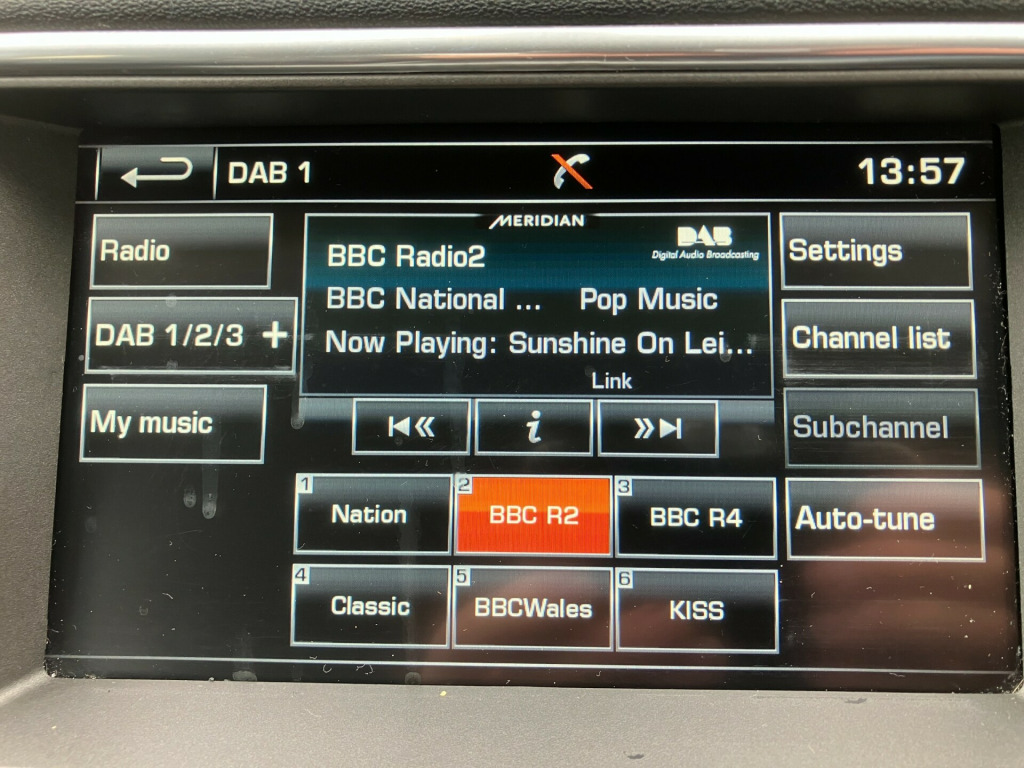 DAB 1
13:57
Radio
DAB 1/2/3 +
My music
MERIDIAN
BBC Radio2
DAB
Digital Audio Broadcasting
BBC National ... Pop Music
Now Playing: Sunshine On Lei...
Link
i
Settings
Channel list
Subchannel
Auto-tune
1 Nation
2 BBC R2
3 BBC R4
4 Classic
5 BBCWales
6 KISS